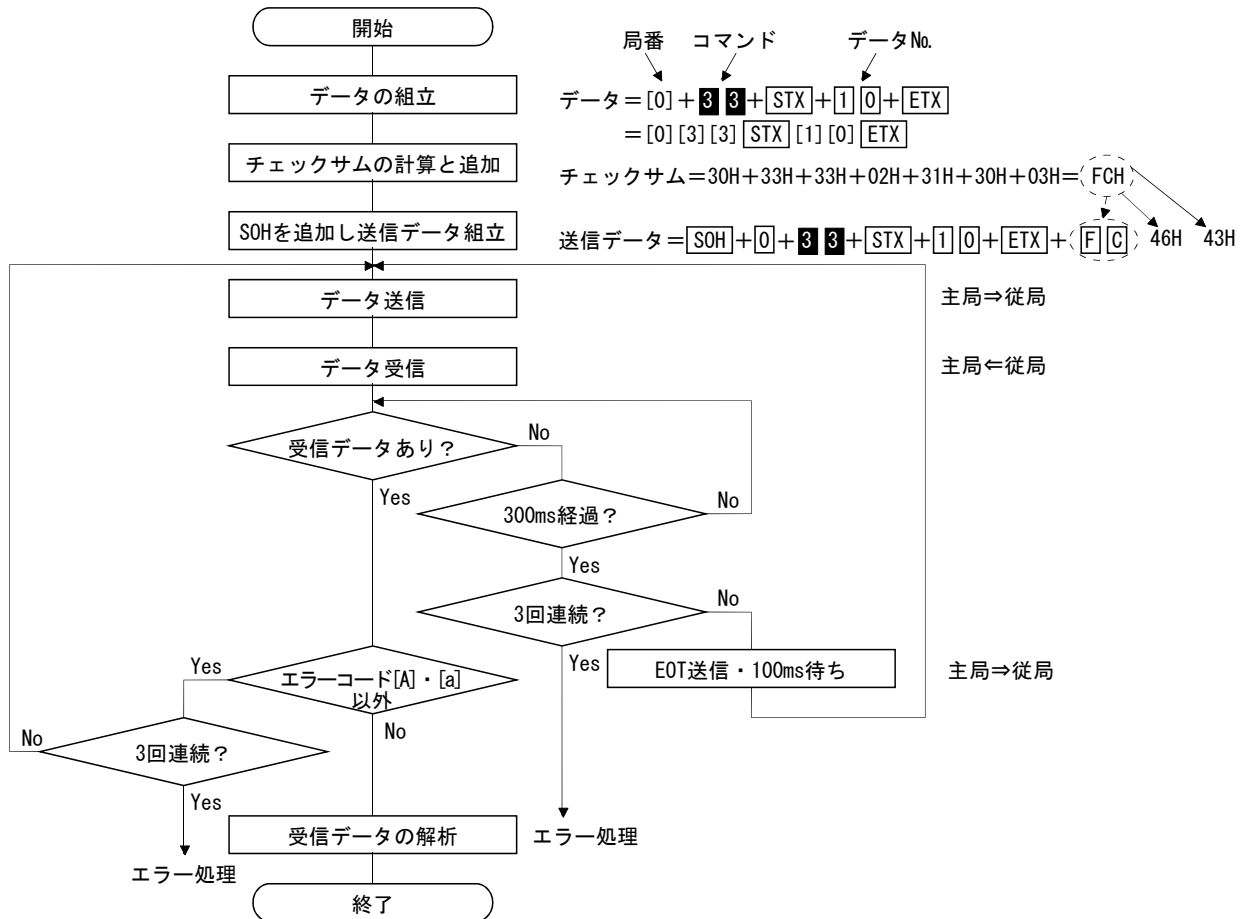 開始
局番 コマンド データNo.
データの組立
データ＝[0]＋3 3＋STX＋1 0＋ETX
＝[0][3][3]STX[1][0]ETX
チェックサムの計算と追加
チェックサム＝30H＋33H＋33H＋02H＋31H＋30H＋03H＝FCH
SOHを追加し送信データ組立
送信データ＝SOH＋0＋3 3＋STX＋1 0＋ETX＋F C 46H 43H
データ送信
主局⇒従局
データ受信
主局⇐従局
受信データあり？
No
Yes
300ms経過？
No
Yes
3回連続？
No
Yes
EOT送信・100ms待ち
主局⇒従局
エラーコード[A]・[a]
以外
Yes
No
3回連続？
No
Yes
受信データの解析
エラー処理
エラー処理
終了